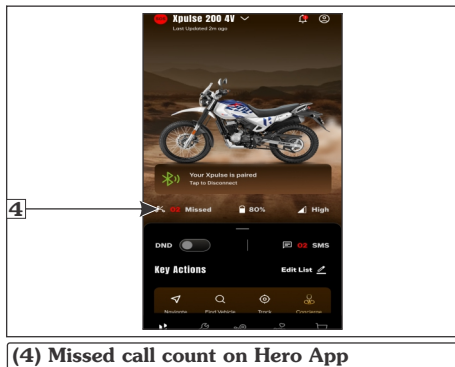 Xpulse 200 4V
Last Updated 2m ago
Your Xpulse is paired
Tap to Disconnect
4
02 Missed
80%
High
DND
02 SMS
Key Actions
Edit List
Navigate
Find Vehicle
Track
Concierge
(4) Missed call count on Hero App